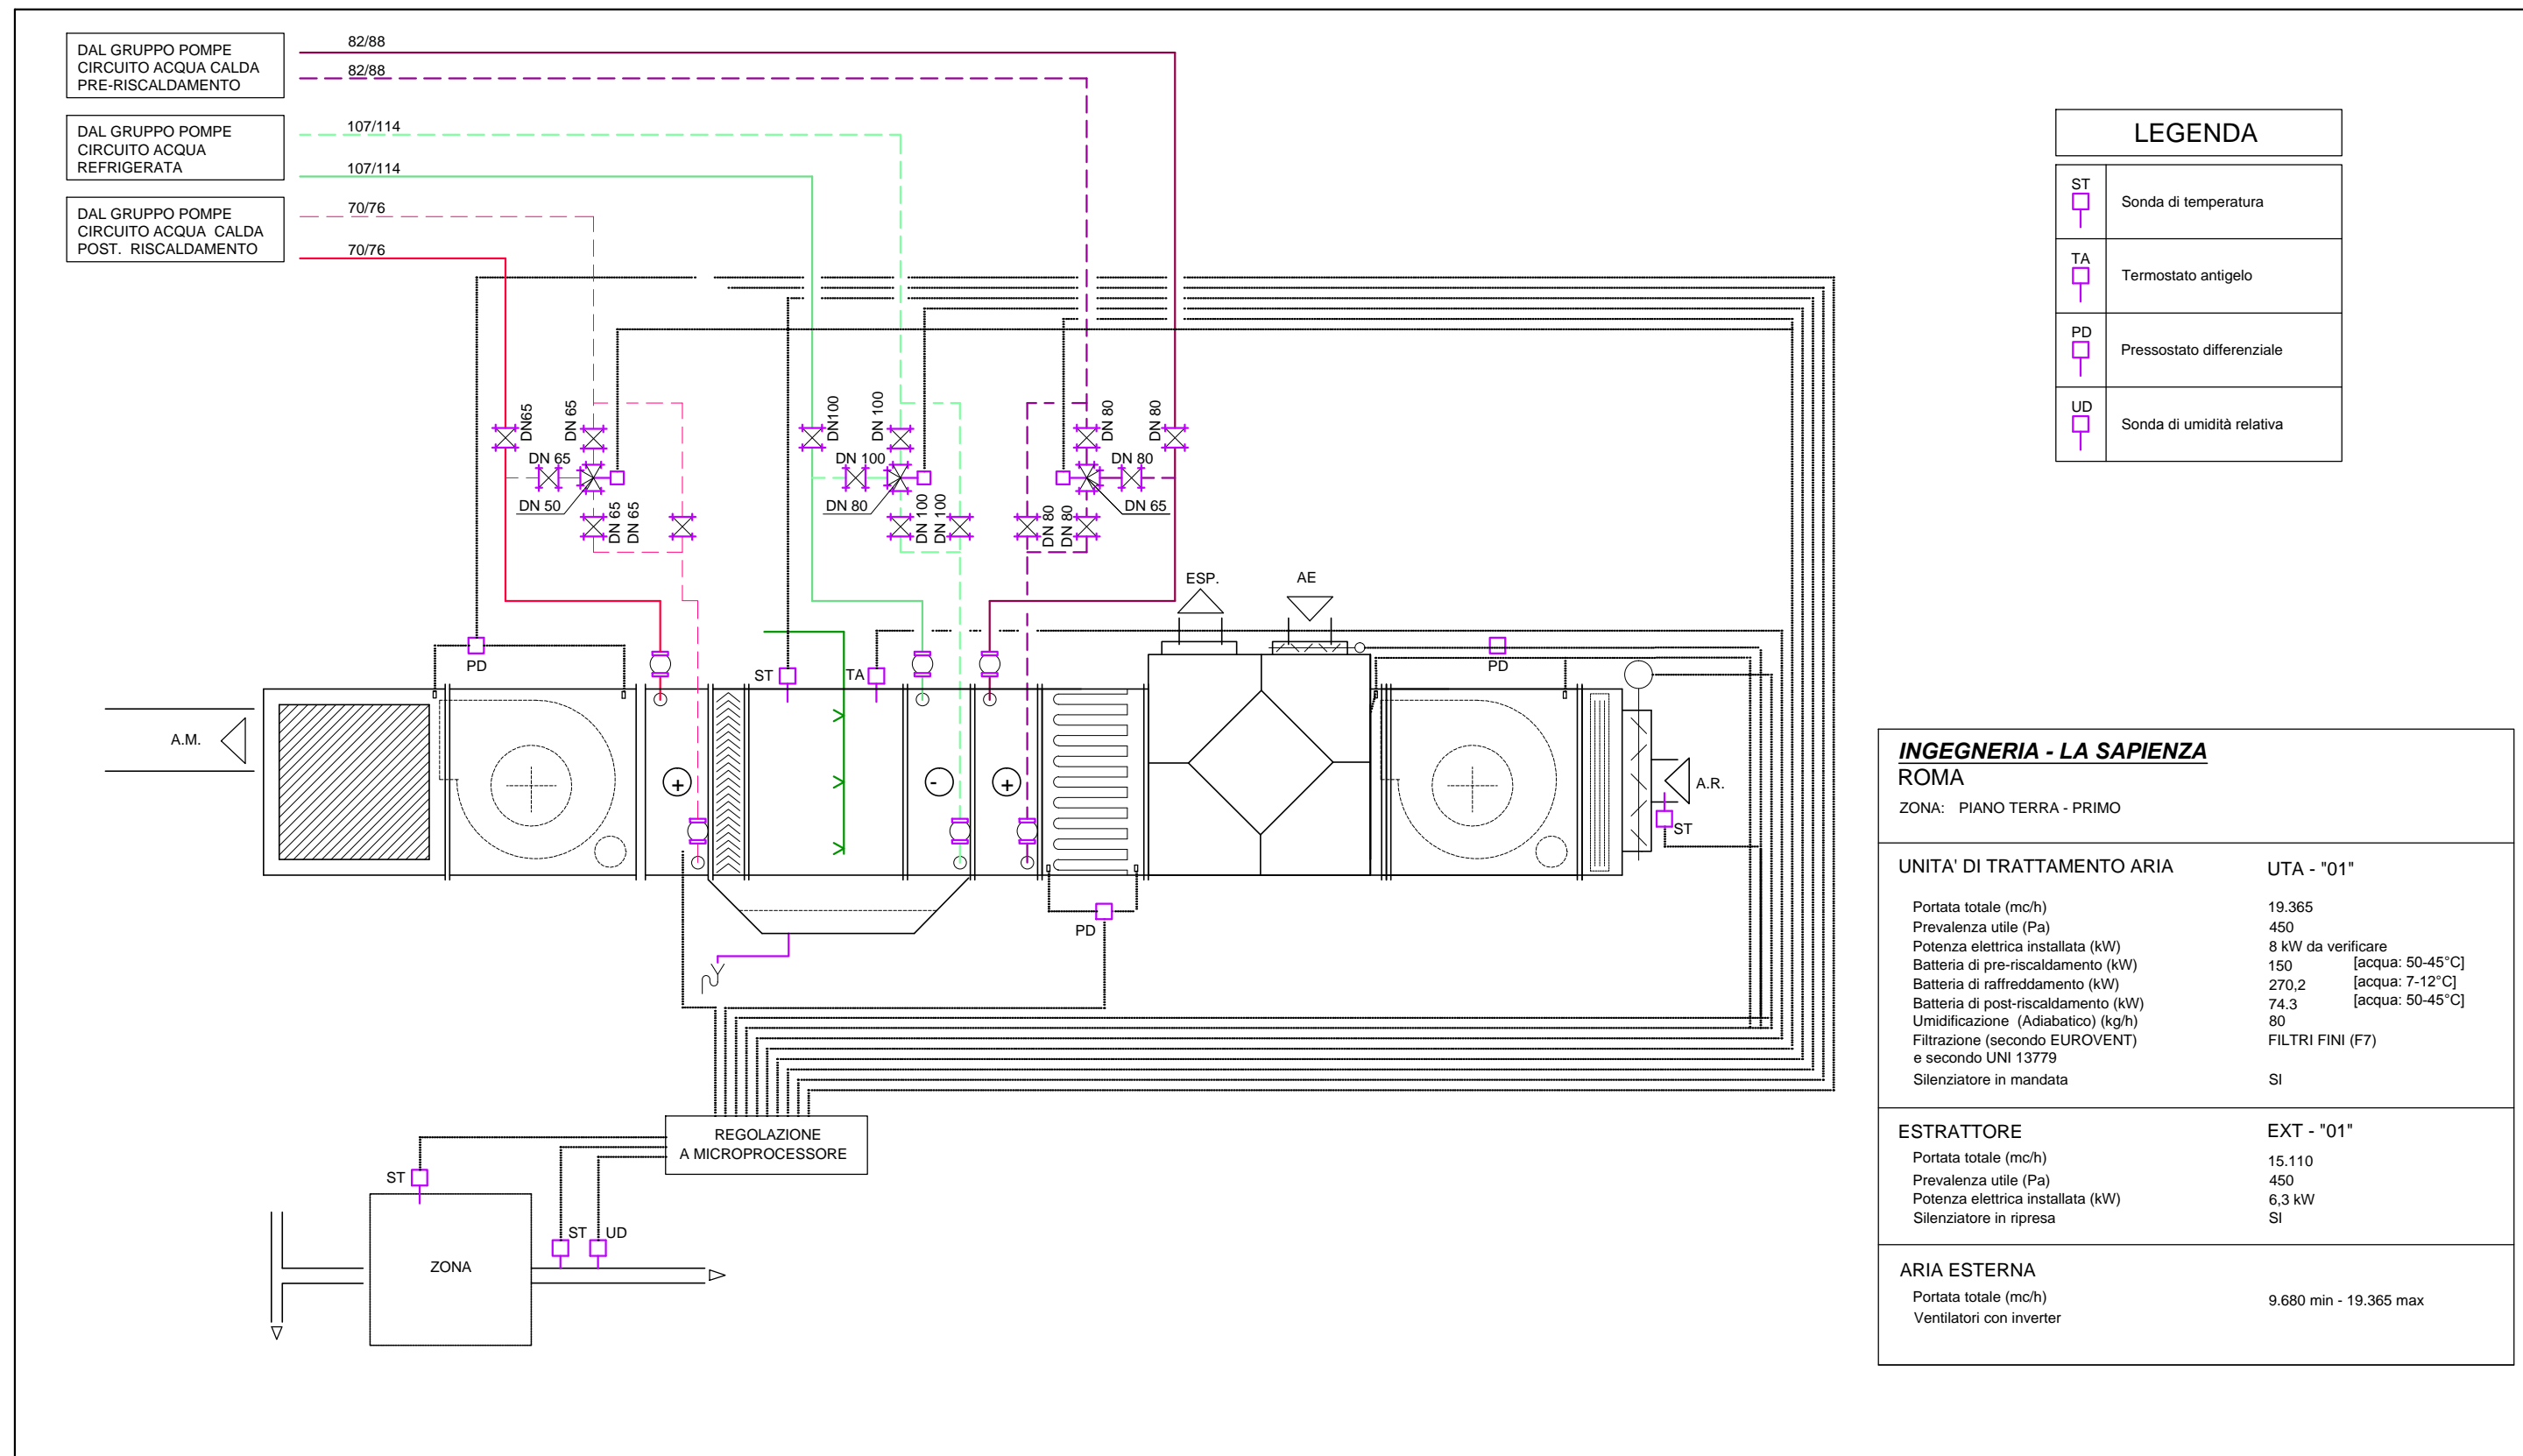 DAL GRUPPO POMPE
CIRCUITO ACQUA CALDA
PRE-RISCALDAMENTO
82/88
82/88
DAL GRUPPO POMPE
CIRCUITO ACQUA
REFRIGERATA
107/114
107/114
DAL GRUPPO POMPE
CIRCUITO ACQUA  CALDA
POST.  RISCALDAMENTO
70/76
70/76
LEGENDA
ST
Sonda di temperatura
TA
Termostato antigelo
PD
Pressostato differenziale
UD
Sonda di umidità relativa
DN65
DN 65
DN100
DN 100
DN 80
DN 80
DN 65
DN 100
DN 80
DN 50
DN 80
DN 65
DN 65
DN 65
DN 100
DN 100
DN 80
DN 80
ESP.
AE
PD
ST
TA
PD
A.M.
+
-
+
A.R.
ST
PD
REGOLAZIONE
A MICROPROCESSORE
ST
ST
UD
ZONA
INGEGNERIA - LA SAPIENZA
ROMA
ZONA:   PIANO TERRA - PRIMO
UNITA' DI TRATTAMENTO ARIA UTA - "01"
Portata totale (mc/h) 19.365
Prevalenza utile (Pa) 450
Potenza elettrica installata (kW) 8 kW da verificare
Batteria di pre-riscaldamento (kW) 150 [acqua: 50-45°C]
Batteria di raffreddamento (kW) 270,2 [acqua: 7-12°C]
Batteria di post-riscaldamento (kW) 74.3 [acqua: 50-45°C]
Umidificazione  (Adiabatico) (kg/h) 80
Filtrazione (secondo EUROVENT) FILTRI FINI (F7)
e secondo UNI 13779
Silenziatore in mandata SI
ESTRATTORE EXT - "01"
Portata totale (mc/h) 15.110
Prevalenza utile (Pa) 450
Potenza elettrica installata (kW) 6,3 kW
Silenziatore in ripresa SI
ARIA ESTERNA
Portata totale (mc/h) 9.680 min - 19.365 max
Ventilatori con inverter